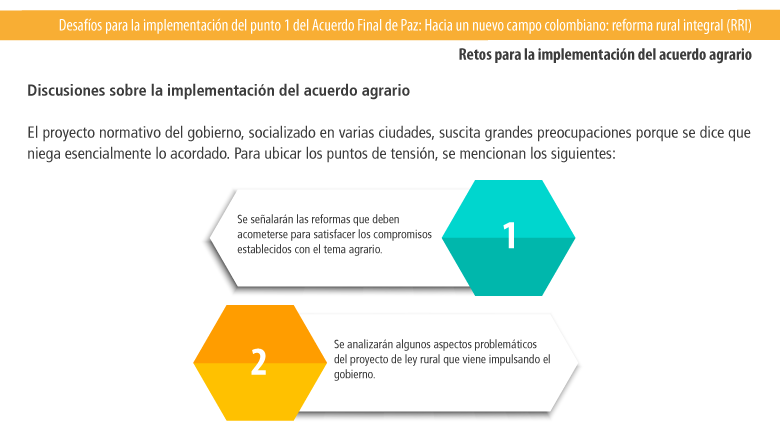 Desafíos para la implementación del punto 1 del Acuerdo Final de Paz: Hacia un nuevo campo colombiano: reforma rural integral (RRI)
Retos para la implementación del acuerdo agrario
Discusiones sobre la implementación del acuerdo agrario
El proyecto normativo del gobierno, socializado en varias ciudades, suscita grandes preocupaciones porque se dice que
niega esencialmente lo acordado. Para ubicar los puntos de tensión, se mencionan los siguientes:
Se señalarán las reformas que deben
acometerse para satisfacer los compromisos
establecidos con el tema agrario.
1
2
Se analizarán algunos aspectos problemáticos
del proyecto de ley rural que viene impulsando el
gobierno.